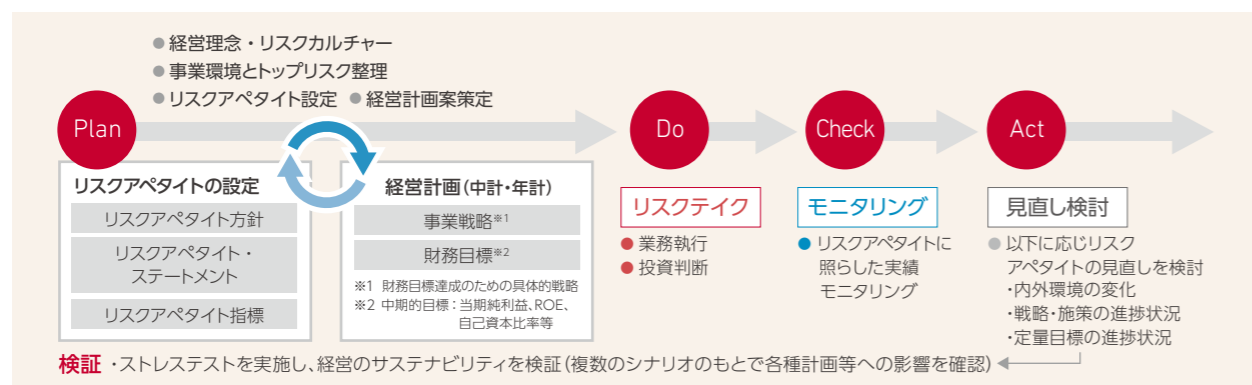 ● 経営理念・リスクカルチャー
● 事業環境とトップリスク整理
● リスクアペタイト設定 ● 経営計画案策定
Plan
Do
Check
Act
リスクアペタイトの設定
リスクアペタイト方針
リスクアペタイト・
ステートメント
リスクアペタイト指標
経営計画(中計・年計)
事業戦略※1
財務目標※2
※1 財務目標達成のための具体的戦略
※2 中期的目標：当期純利益、ROE、
自己資本比率等
リスクテイク
● 業務執行
● 投資判断
モニタリング
● リスクアペタイトに
照らした実績
モニタリング
見直し検討
● 以下に応じリスク
アペタイトの見直しを検討
・内外環境の変化
・戦略・施策の進捗状況
・定量目標の進捗状況
検証 ・ストレステストを実施し、経営のサステナビリティを検証(複数のシナリオのもとで各種計画等への影響を確認)